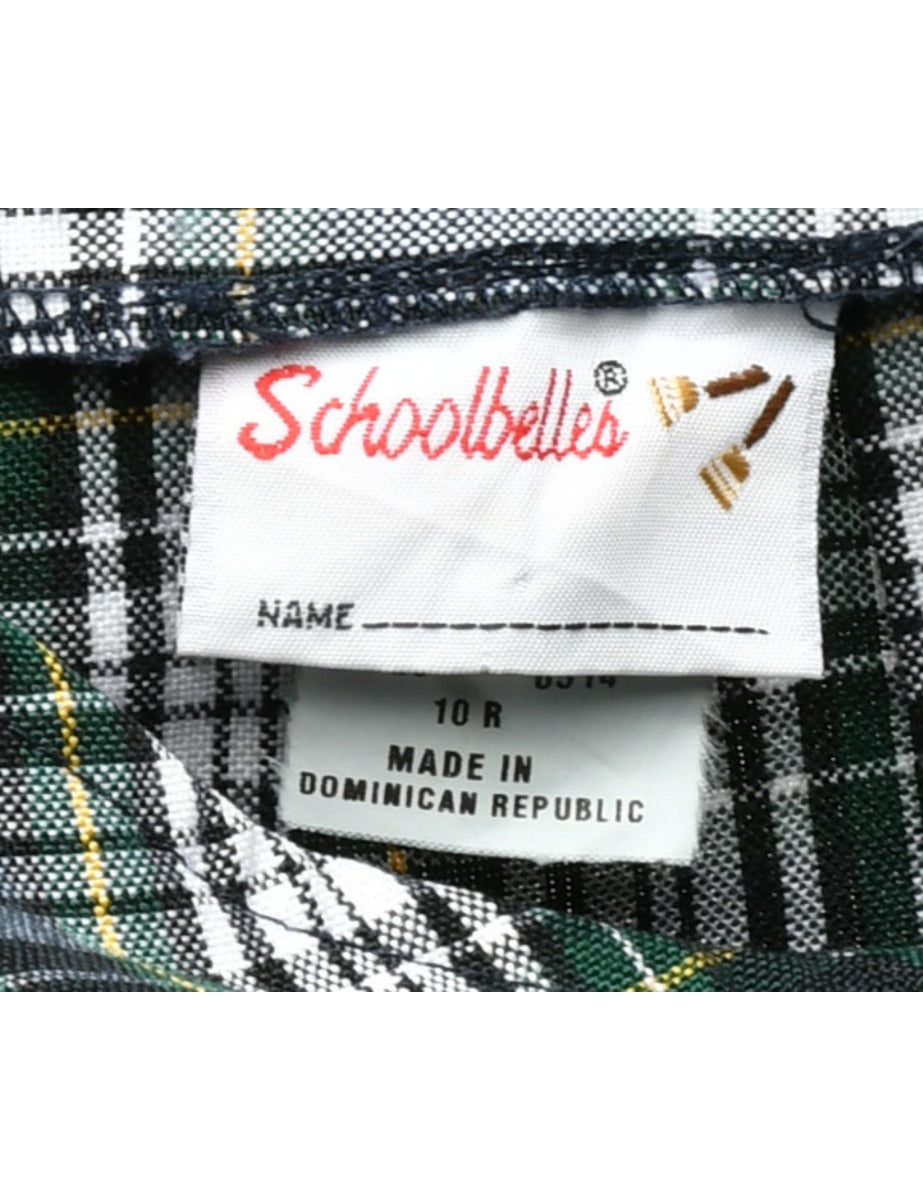 Schoolbelles®
NAME
10 R
MADE IN
DOMINICAN REPUBLIC